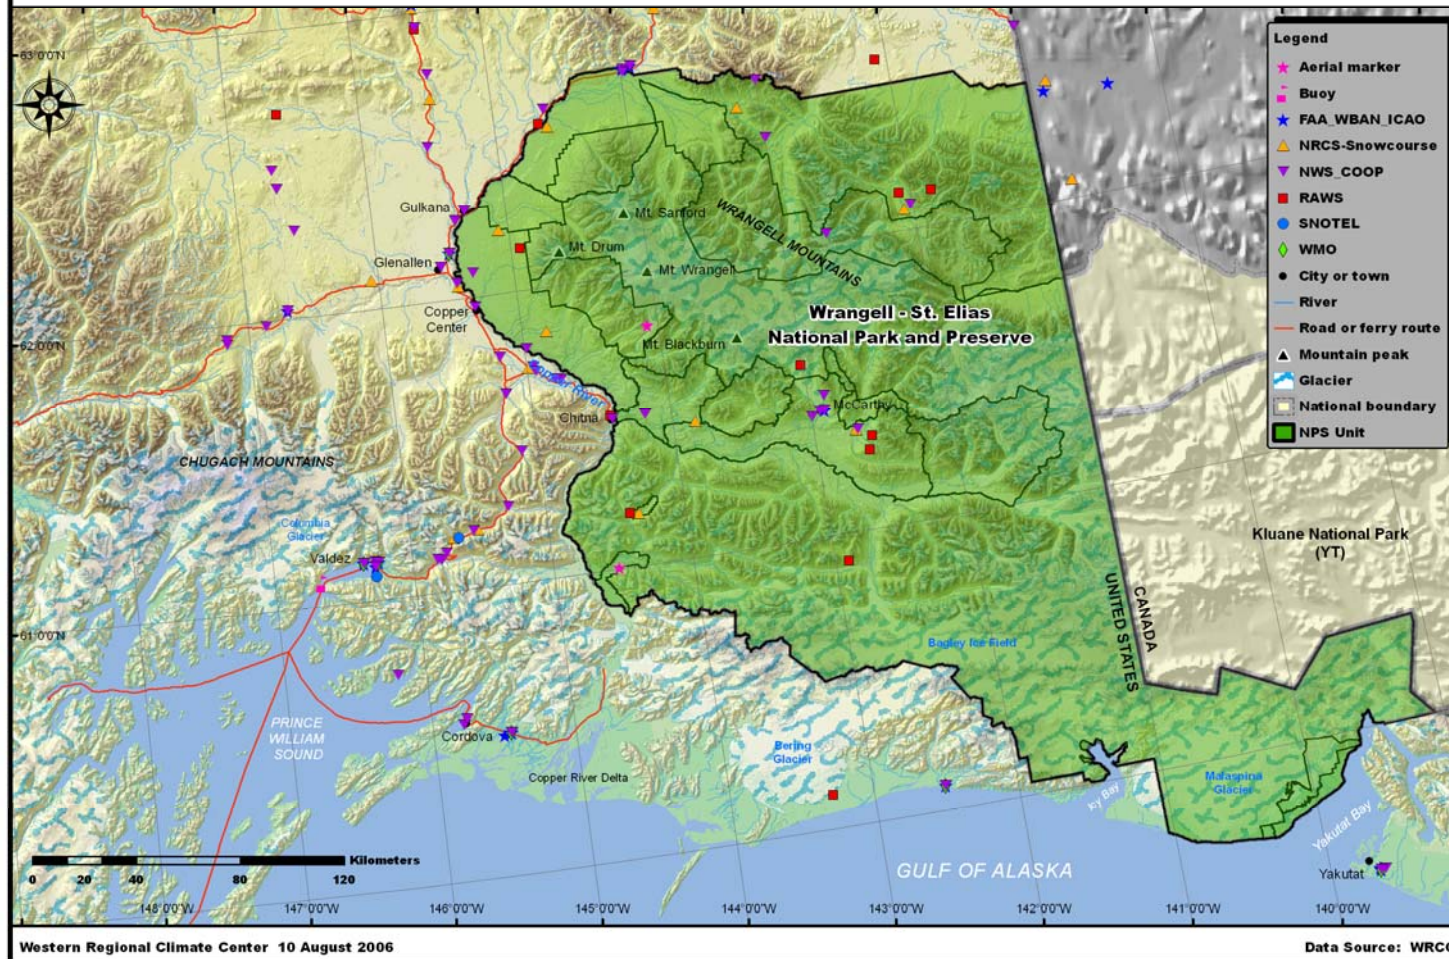 63°0'0"N
62°0'0"N
61°0'0"N
Legend
Aerial marker
Buoy
FAA_WBAN_ICAO
NRCS-Snowcourse
NWS_COOP
RAWS
SNOTEL
WMO
City or town
River
Road or ferry route
Mountain peak
Glacier
National boundary
NPS Unit
Gulkana
Glenallen
Copper
Center
Mt. Sanford
Mt. Drum
Mt. Wrangell
WRANGELL MOUNTAINS
Wrangell - St. Elias
National Park and Preserve
Mt. Blackburn
Copper River
Chitna
McCarthy
CHUGACH MOUNTAINS
Columbia
Glacier
Valdez
Kluane National Park
(YT)
UNITED STATES
CANADA
Bagley Ice Field
PRINCE
WILLIAM
SOUND
Cordova
Copper River Delta
Bering
Glacier
Icy Bay
Malaspina
Glacier
Yakutat Bay
Yakutat
GULF OF ALASKA
Kilometers
0 20 40 80 120
148°0'0"W 147°0'0"W 146°0'0"W 145°0'0"W 144°0'0"W 143°0'0"W 142°0'0"W 141°0'0"W 140°0'0"W
Western Regional Climate Center 10 August 2006
Data Source: WRCC